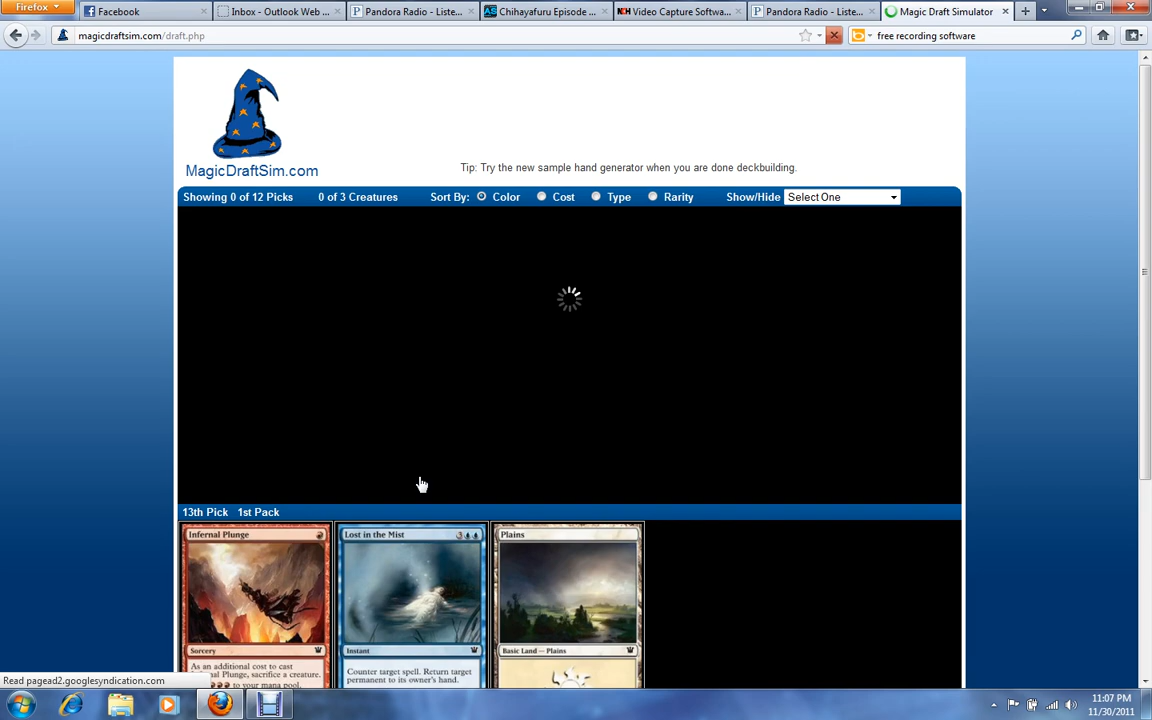 Firefox
Facebook
Inbox - Outlook Web ...
Pandora Radio - Liste...
Chihayafuru Episode ...
Video Capture Softwa...
Pandora Radio - Liste...
Magic Draft Simulator
magicdraftsim.com/draft.php
free recording software
MagicDraftSim.com
Tip: Try the new sample hand generator when you are done deckbuilding.
Showing 0 of 12 Picks 0 of 3 Creatures Sort By: Color Cost Type Rarity Show/Hide Select One
13th Pick 1st Pack
Infernal Plunge
Lost in the Mist
3
Plains
Sorcery
Instant
Basic Land — Plains
As an additional cost to cast
nal Plunge, sacrifice a creature.
to your mana pool.
Counter target spell. Return target
permanent to its owner's hand.
Read pagead2.googlesyndication.com
11:07 PM
11/30/2011